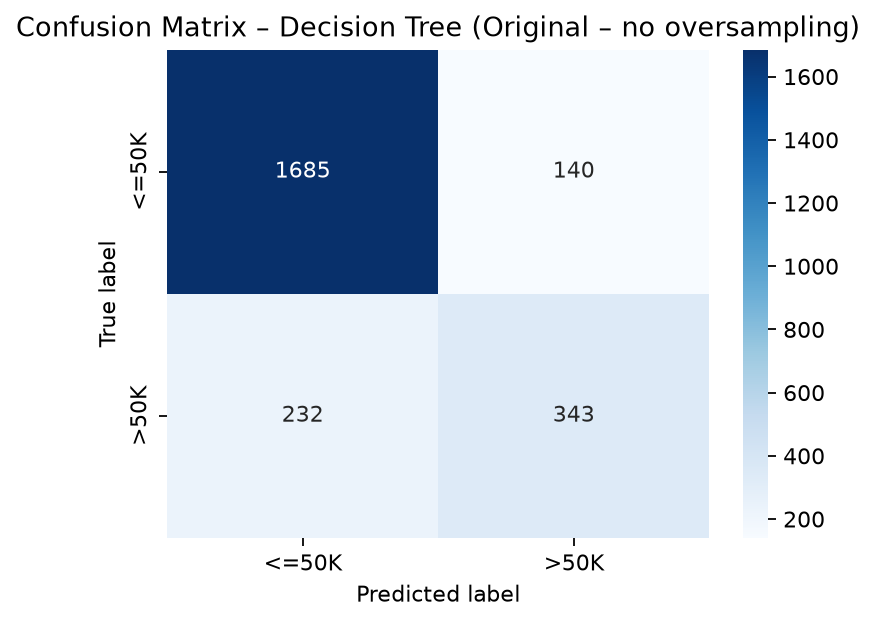 Confusion Matrix – Decision Tree (Original – no oversampling)
True label
<=50K
>50K
1685
140
232
343
<=50K
>50K
Predicted label
1600
1400
1200
1000
800
600
400
200